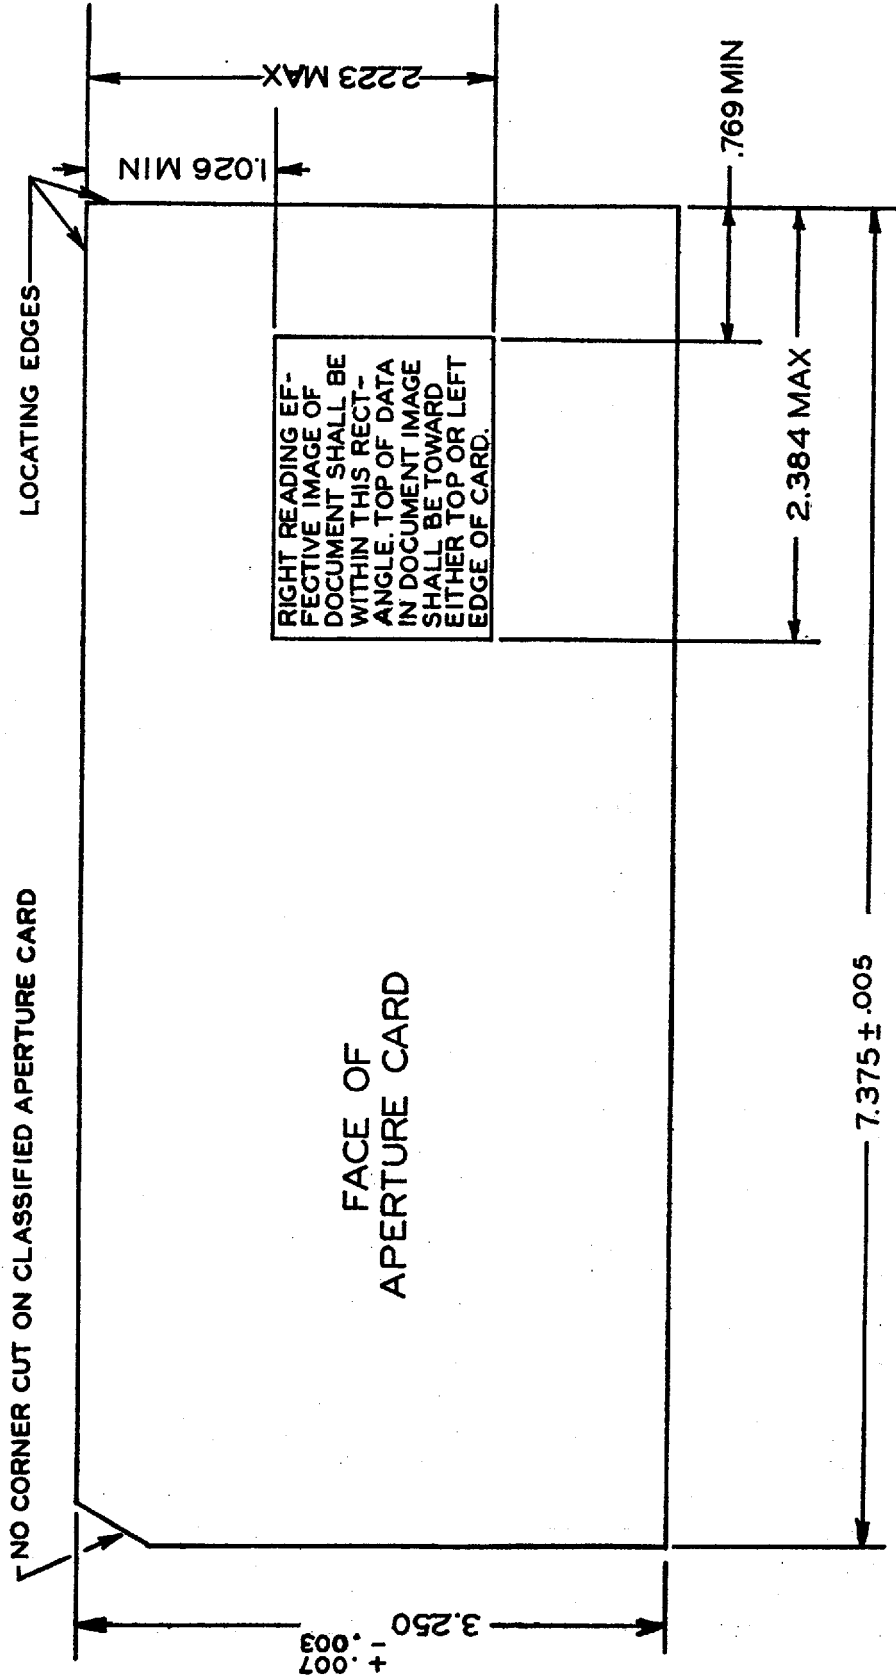 NO CORNER CUT ON CLASSIFIED APERTURE CARD
LOCATING EDGES
1.026 MIN
2.223 MAX
+.007
-.003
3.250
FACE OF
APERTURE CARD
RIGHT READING EF-
FECTIVE IMAGE OF
DOCUMENT SHALL BE
WITHIN THIS RECT-
ANGLE. TOP OF DATA
IN DOCUMENT IMAGE
SHALL BE TOWARD
EITHER TOP OR LEFT
EDGE OF CARD.
.769 MIN
2.384 MAX
7.375 ± .005